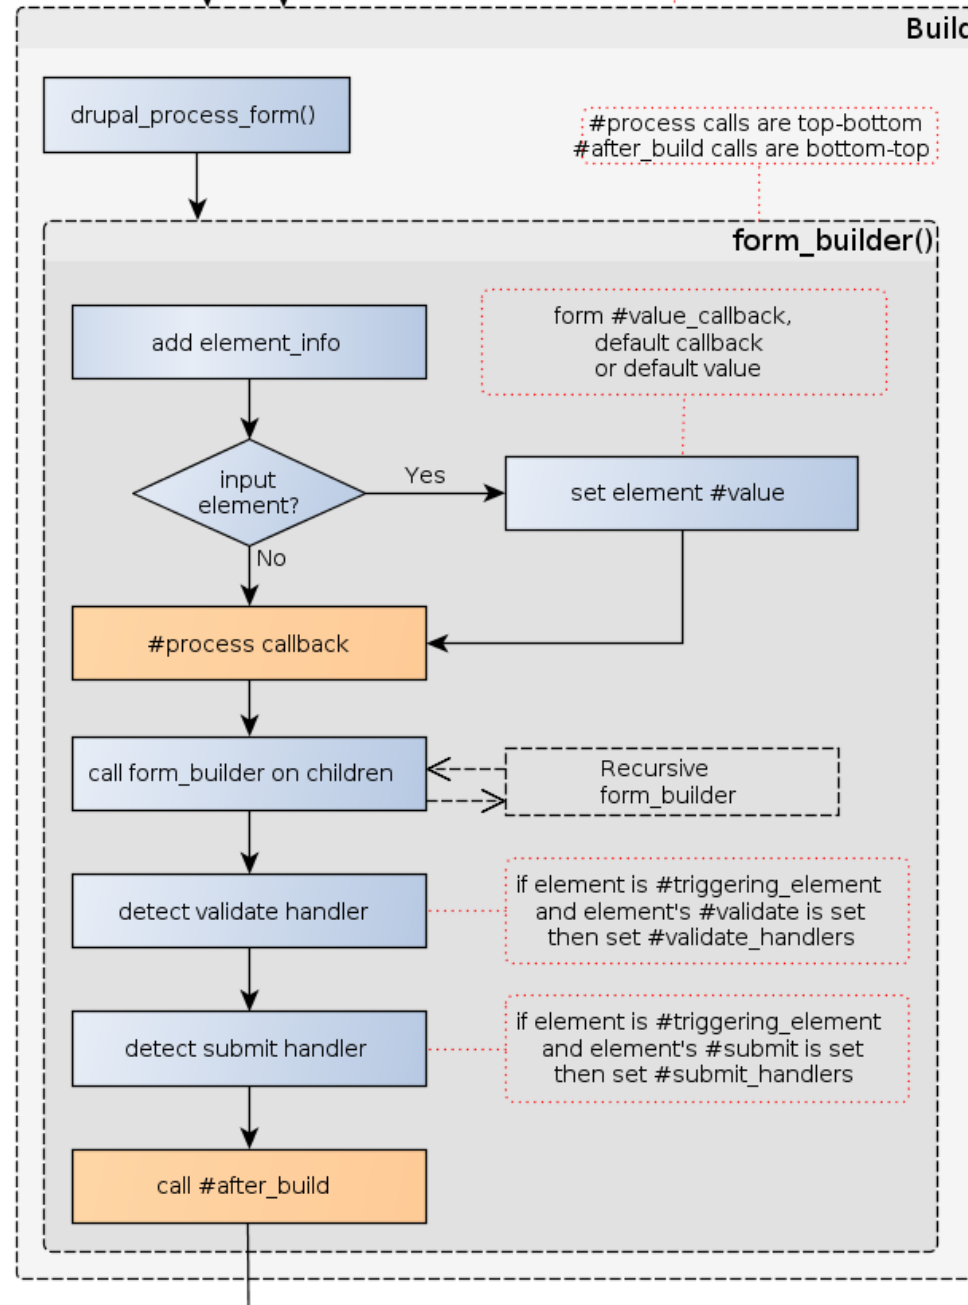 Build
drupal_process_form()
#process calls are top-bottom
#after_build calls are bottom-top
form_builder()
add element_info
form #value_callback,
default callback
or default value
input
element?
Yes
set element #value
No
#process callback
call form_builder on children
Recursive
form_builder
detect validate handler
if element is #triggering_element
and element's #validate is set
then set #validate_handlers
detect submit handler
if element is #triggering_element
and element's #submit is set
then set #submit_handlers
call #after_build